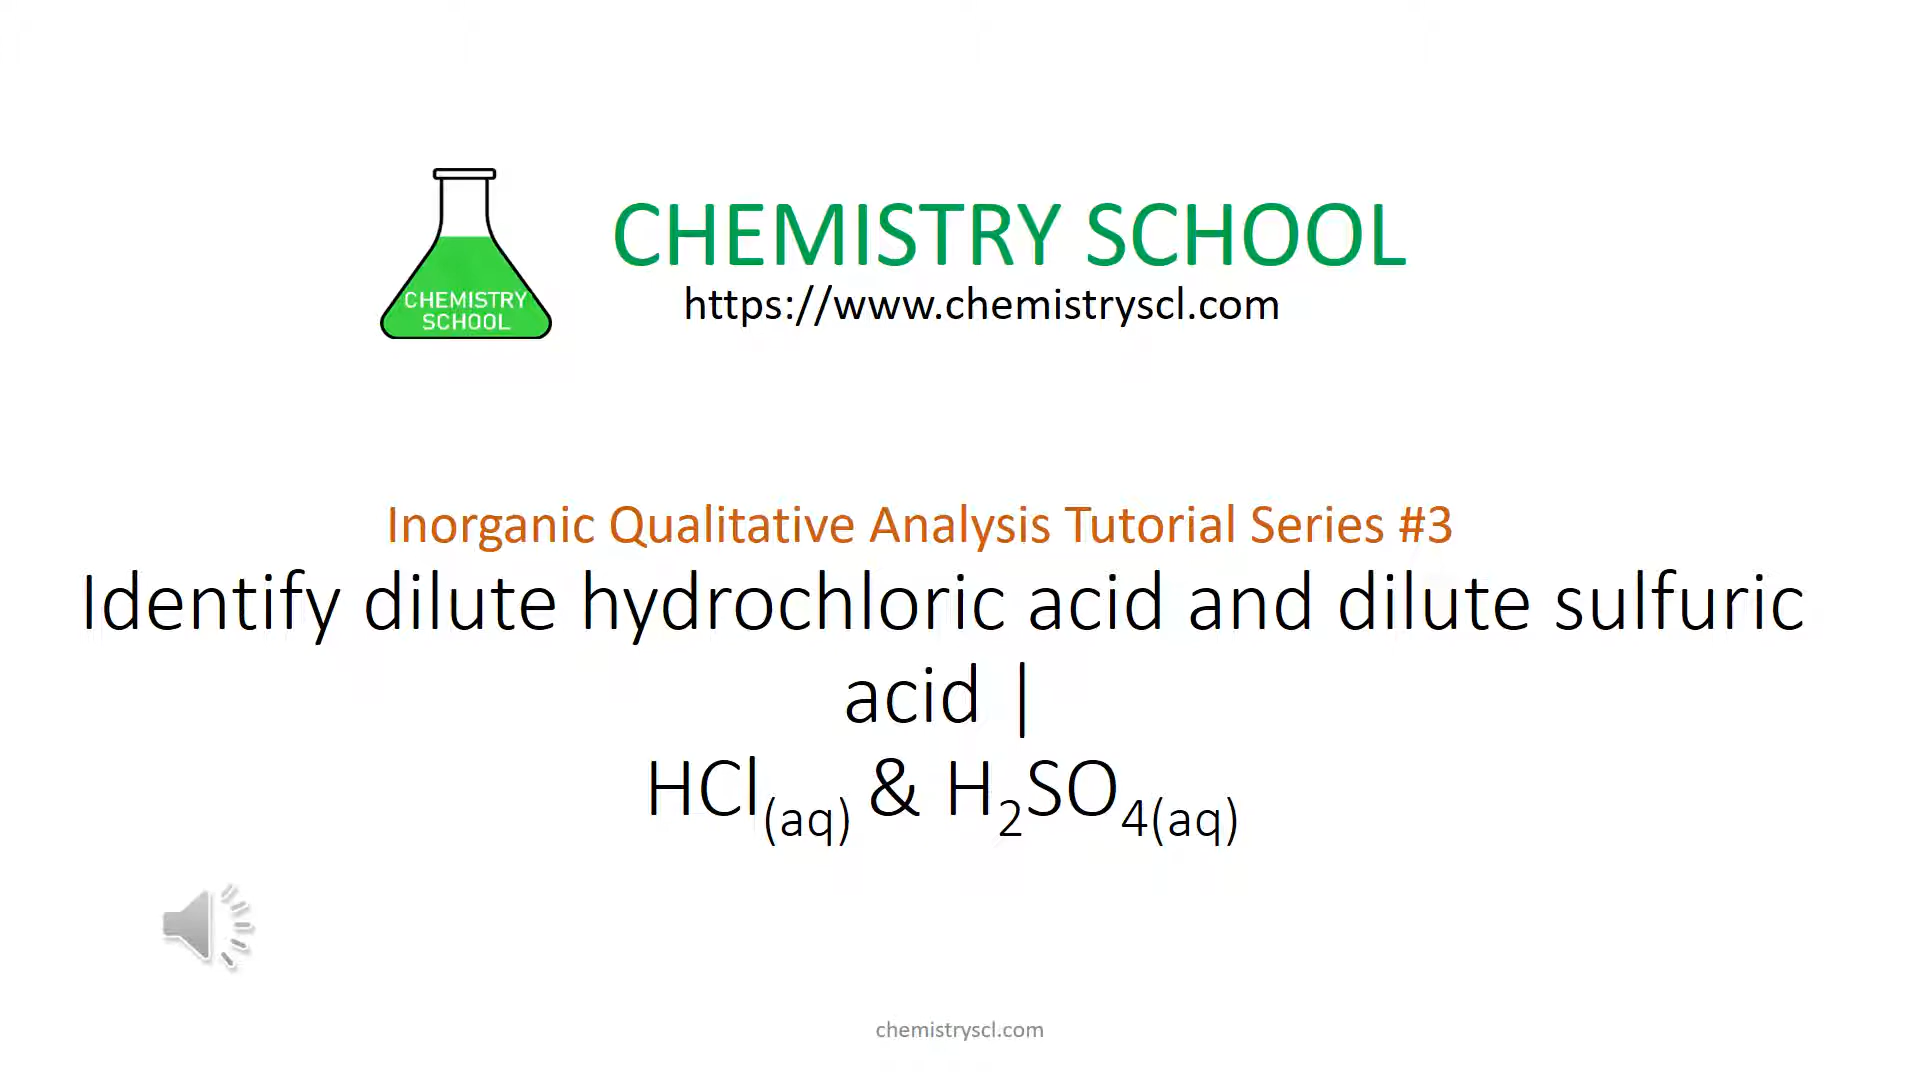 CHEMISTRY SCHOOL
https://www.chemistryscl.com
CHEMISTRY
SCHOOL
Inorganic Qualitative Analysis Tutorial Series #3
Identify dilute hydrochloric acid and dilute sulfuric
acid |
HCl(aq) & H2SO4(aq)
chemistryscl.com